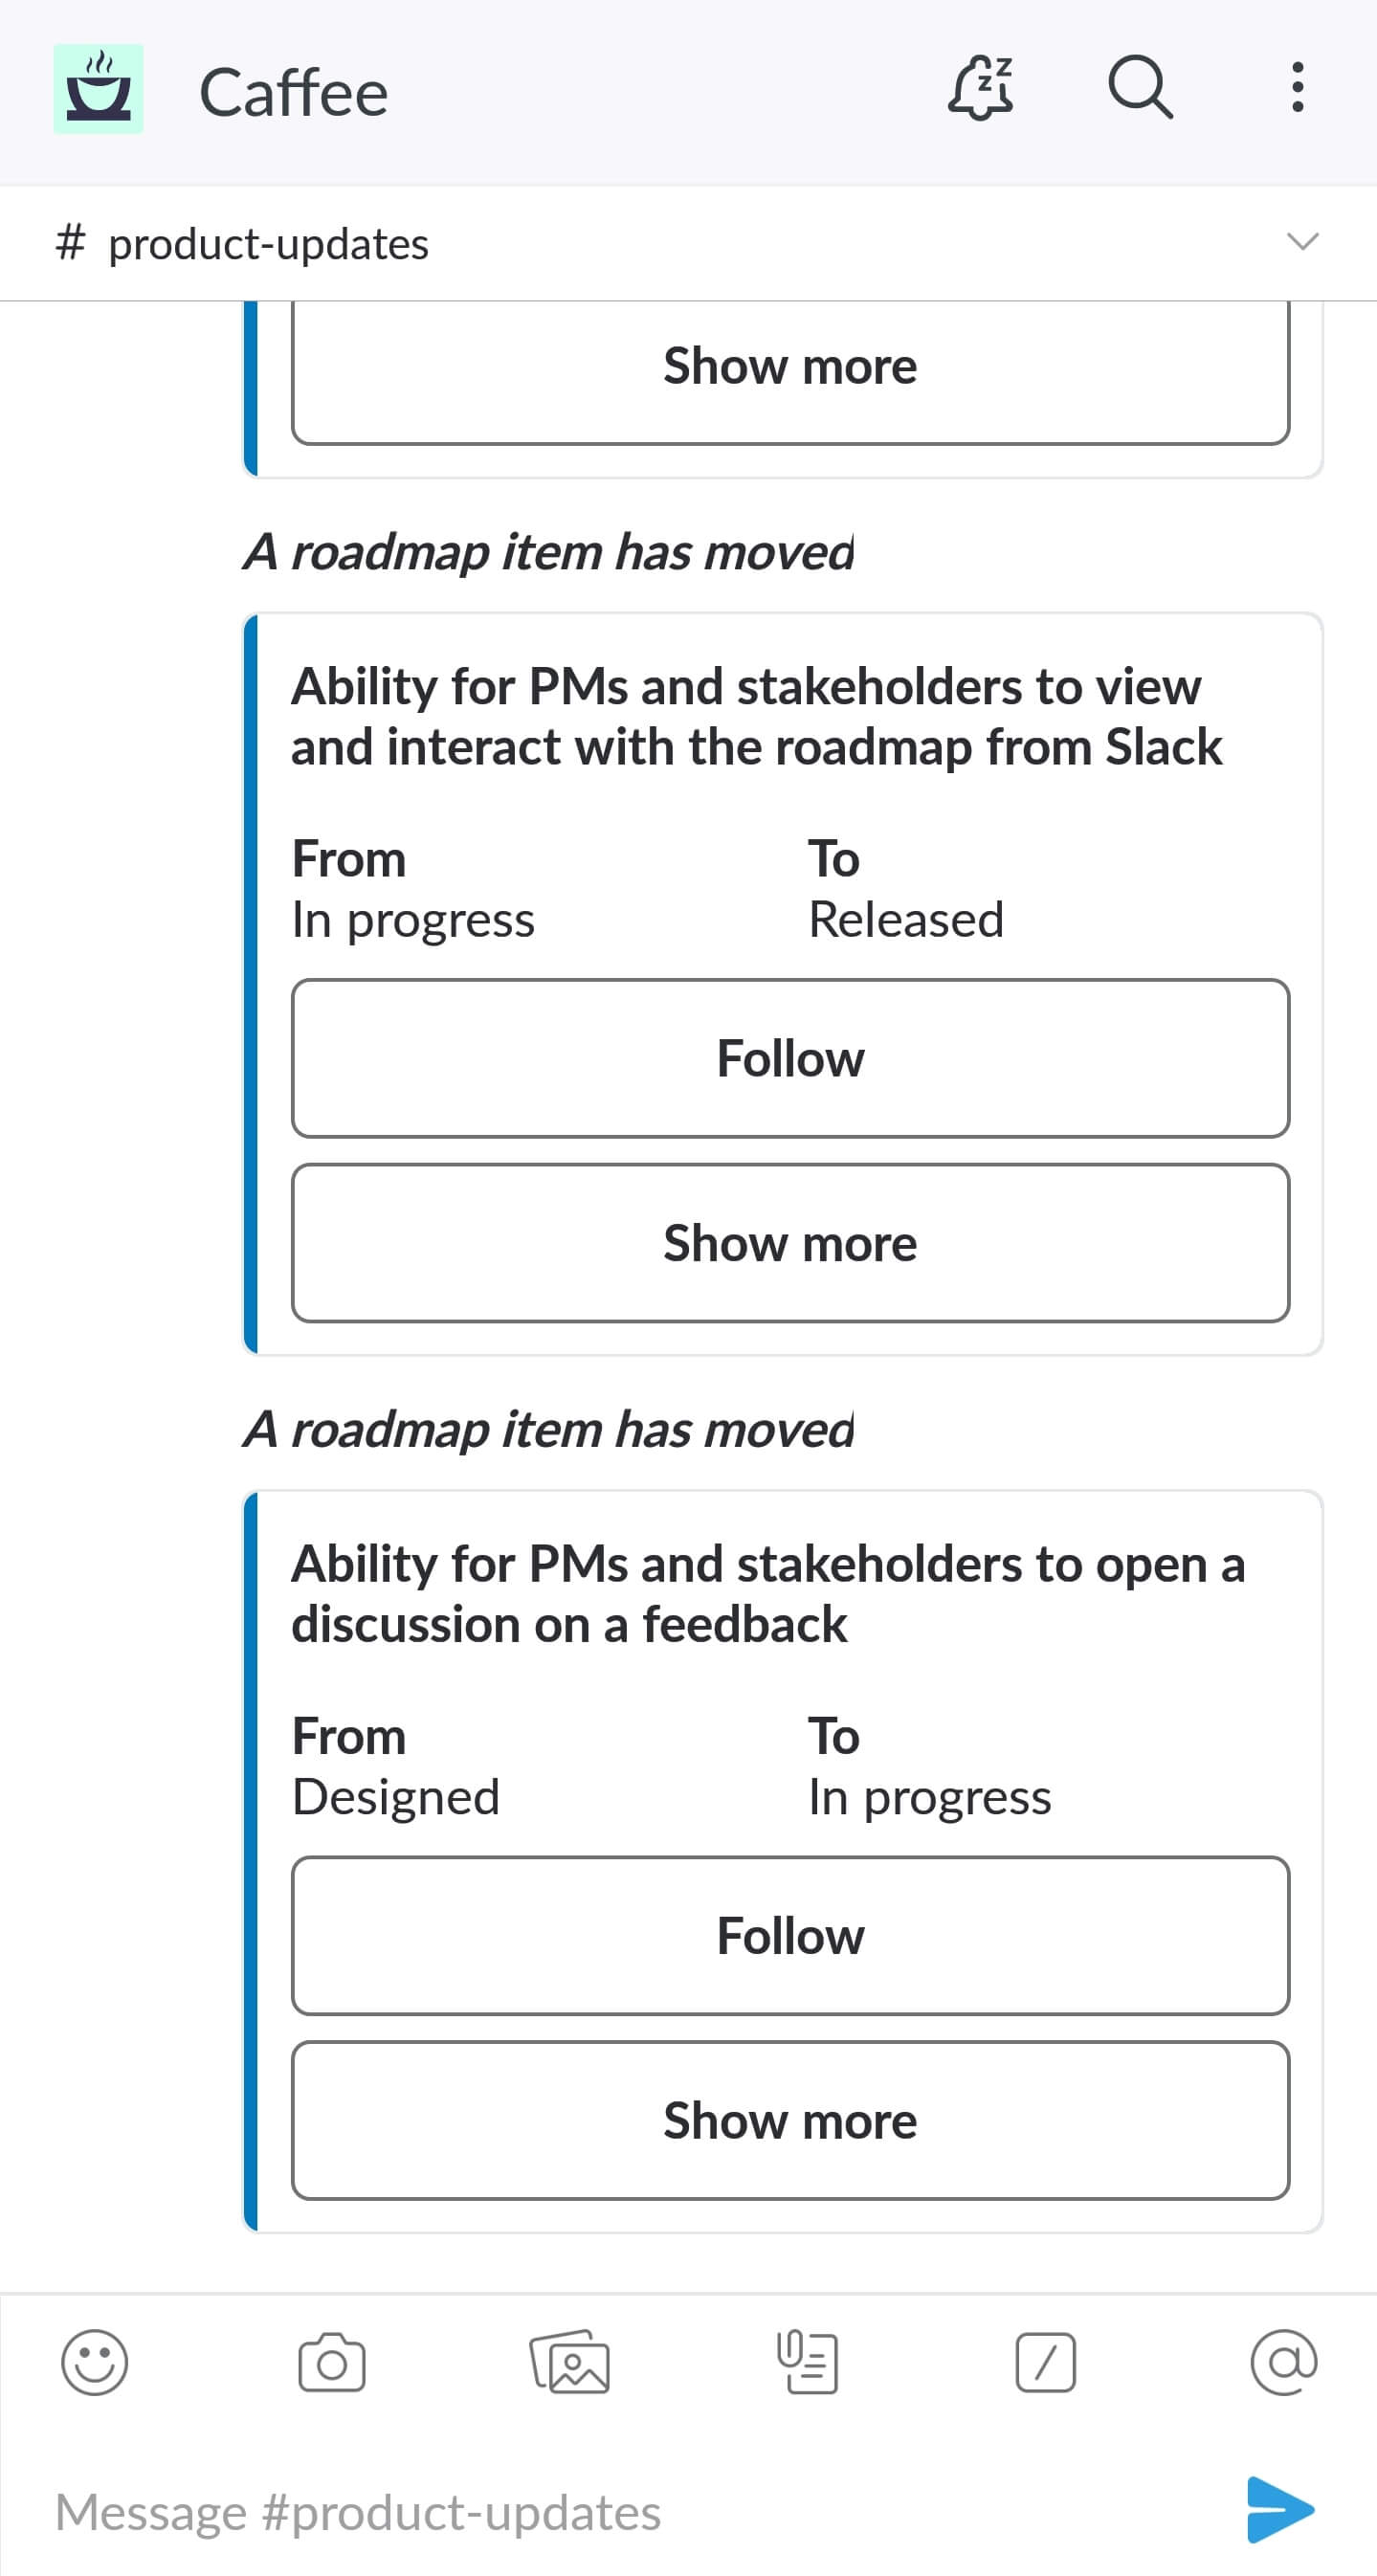 Caffee
# product-updates
Show more
A roadmap item has moved
Ability for PMs and stakeholders to view
and interact with the roadmap from Slack
From To
In progress Released
Follow
Show more
A roadmap item has moved
Ability for PMs and stakeholders to open a
discussion on a feedback
From To
Designed In progress
Follow
Show more
Message #product-updates